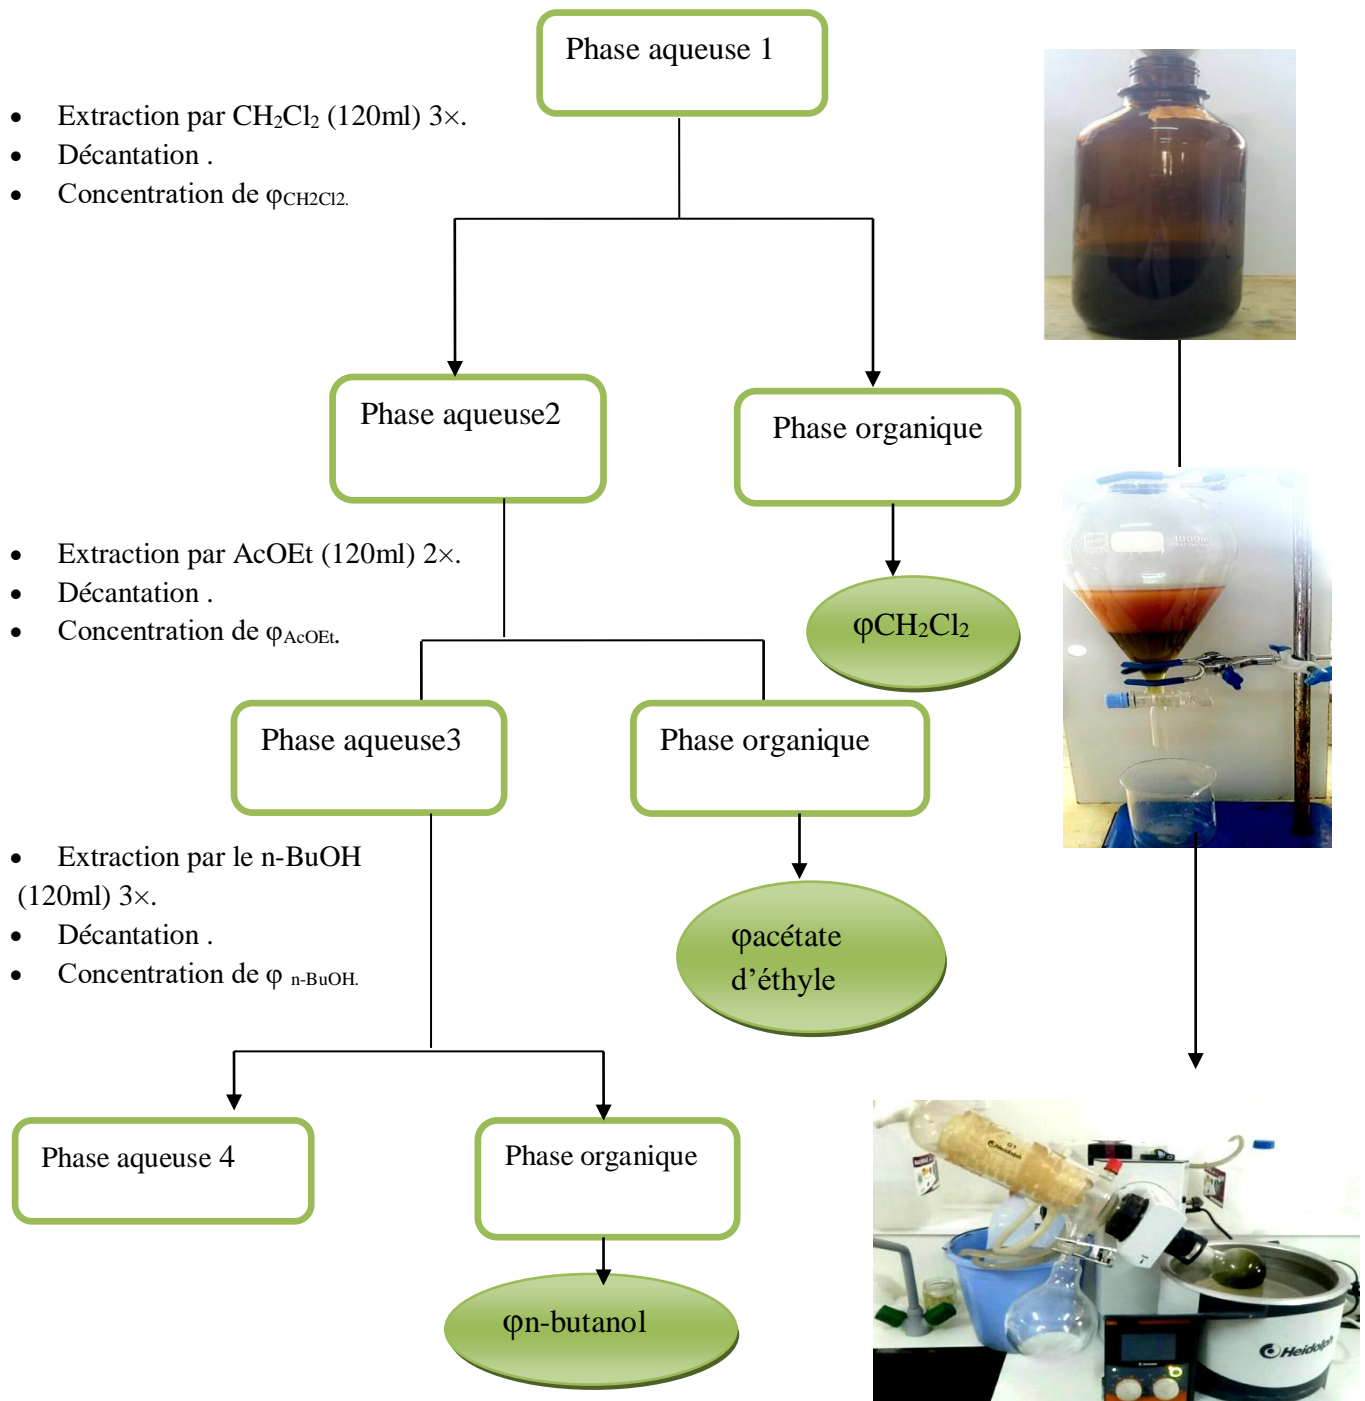 Phase aqueuse 1
• Extraction par CH₂Cl₂ (120ml) 3×.
• Décantation .
• Concentration de φCH2Cl2.
Phase aqueuse2
Phase organique
• Extraction par AcOEt (120ml) 2×.
• Décantation .
• Concentration de φAcOEt.
φCH₂Cl₂
1000ml
Phase aqueuse3
Phase organique
• Extraction par le n-BuOH
(120ml) 3×.
• Décantation .
• Concentration de φ n-BuOH.
φacétate
d’éthyle
Phase aqueuse 4
Phase organique
φn-butanol
Heidolph
Heidolph